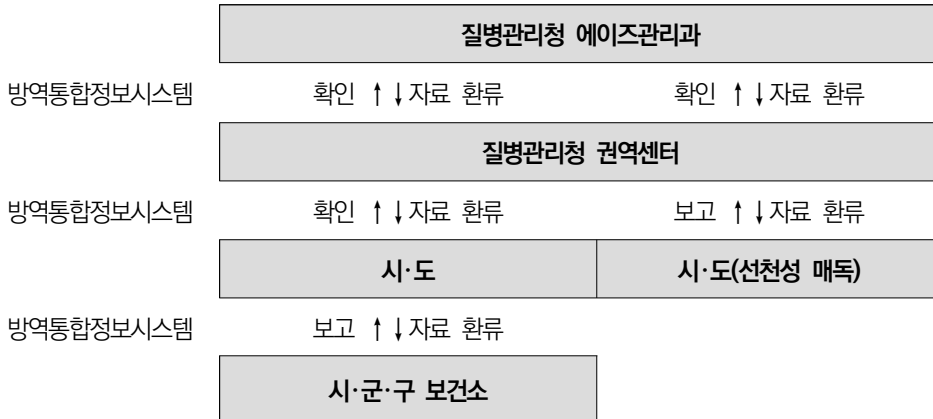 질병관리청 에이즈관리과
방역통합정보시스템 확인 ↑↓자료 환류 확인 ↑↓자료 환류
질병관리청 권역센터
방역통합정보시스템 확인 ↑↓자료 환류 보고 ↑↓자료 환류
시·도 시·도(선천성 매독)
방역통합정보시스템 보고 ↑↓자료 환류
시·군·구 보건소